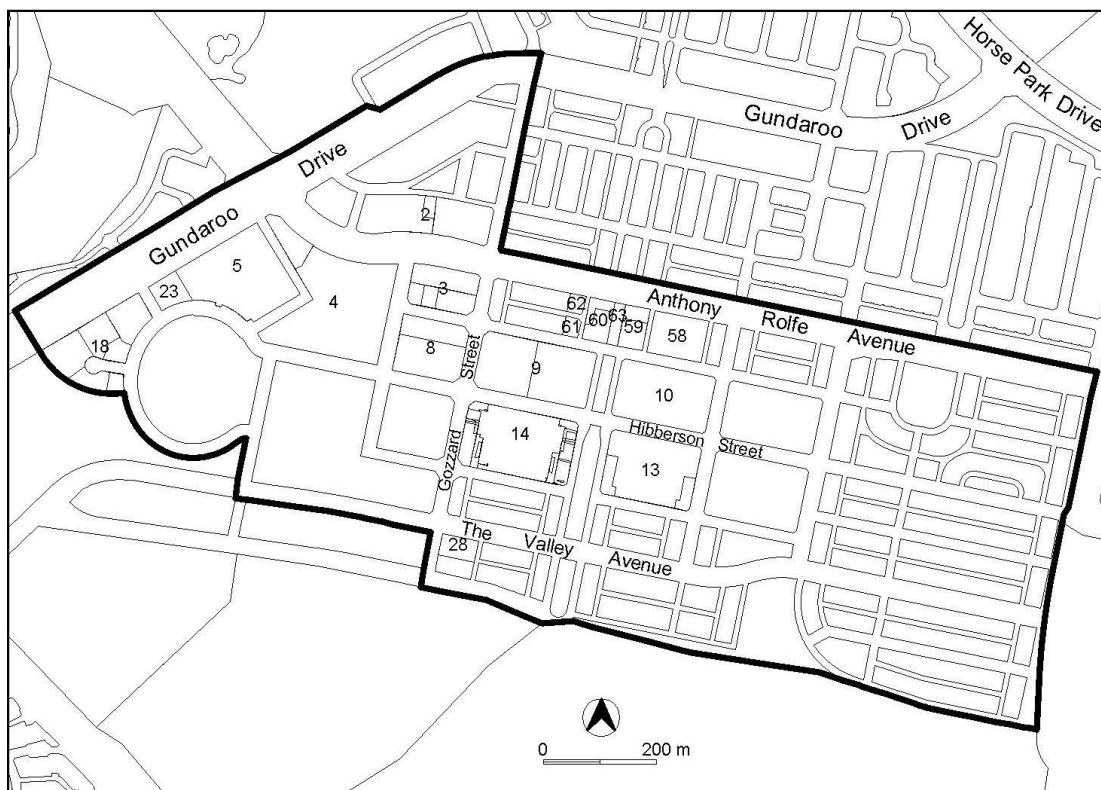 Horse Park Drive
Gundaroo Drive
Gundaroo Drive
2
5
23
4
3
18
62
61
60
63
59
58
Anthony Rolfe Avenue
8
Street
9
10
Gozzard
14
Hibberson Street
13
28
The Valley Avenue
0 200 m